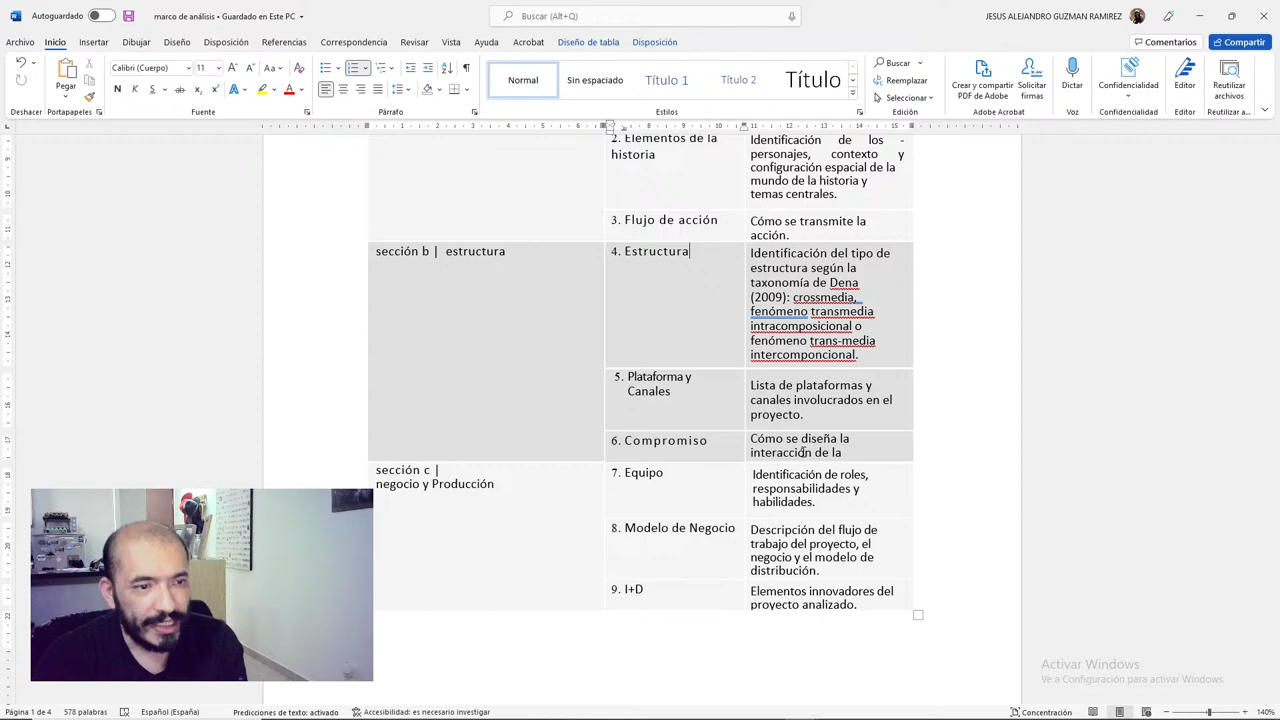 Autoguardado
marco de análisis • Guardado en Este PC
Buscar (Alt+Q)
JESUS ALEJANDRO GUZMAN RAMIREZ
Archivo Inicio Insertar Dibujar Diseño Disposición Referencias Correspondencia Revisar Vista Ayuda Acrobat Diseño de tabla Disposición
Comentarios Compartir
Pegar
Calibri (Cuerpo) 11
Normal
Sin espaciado
Título 1
Título 2
Título
Buscar
Reemplazar
Seleccionar
Crear y compartir PDF de Adobe
Solicitar firmas
Dictar
Confidencialidad
Editor
Reutilizar archivos
Deshacer Portapapeles Fuente Párrafo Estilos Edición Adobe Acrobat Voz Confidencialidad Editor Reutilizar a...
2. Elementos de la
historia
Identificación de los -
personajes, contexto y
configuración espacial de la
mundo de la historia y
temas centrales.
3. Flujo de acción
Cómo se transmite la
acción.
sección b | estructura
4. Estructura
Identificación del tipo de
estructura según la
taxonomía de Dena
(2009): crossmedia,
fenómeno transmedia
intracomposicional o
fenómeno trans-media
intercomponcional.
5. Plataforma y
Canales
Lista de plataformas y
canales involucrados en el
proyecto.
6. Compromiso
Cómo se diseña la
interacción de la
sección c |
negocio y Producción
7. Equipo
Identificación de roles,
responsabilidades y
habilidades.
8. Modelo de Negocio
Descripción del flujo de
trabajo del proyecto, el
negocio y el modelo de
distribución.
9. I+D
Elementos innovadores del
proyecto analizado.
Activar Windows
Ve a Configuración para activar Windows.
Página 1 de 4 578 palabras Español (España) Predicciones de texto: activado Accesibilidad: es necesario investigar Concentración 140%